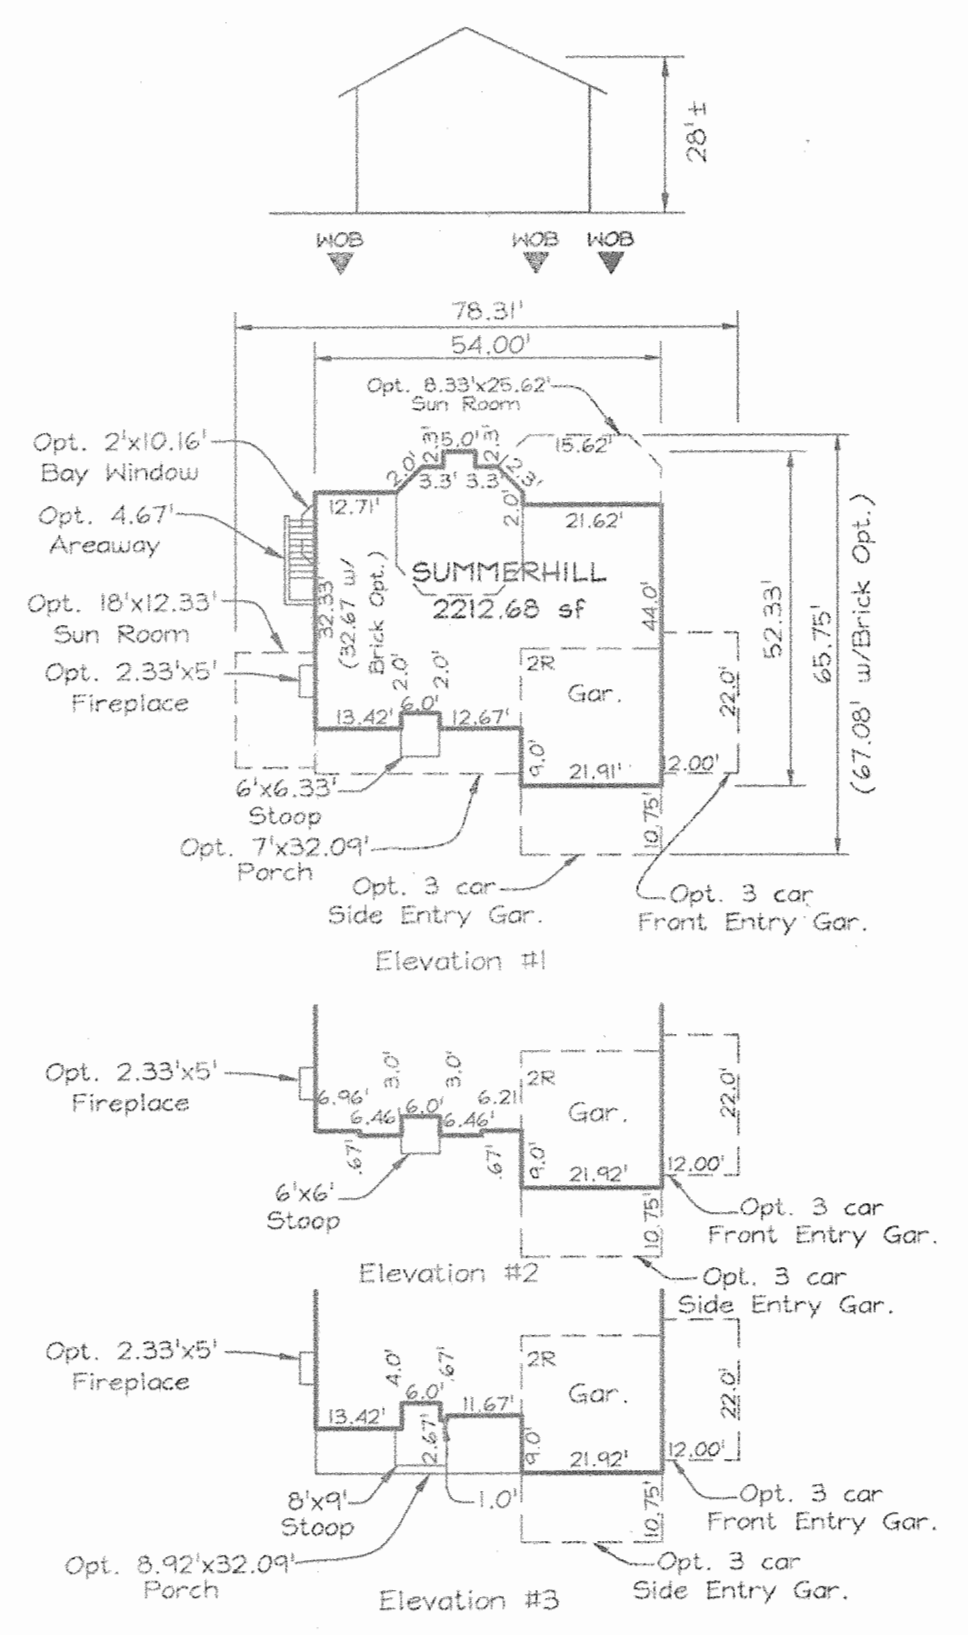 28'±
WOB WOB WOB
78.31'
54.00'
Opt. 8.33'x25.62'
Sun Room
15.62'
Opt. 2'x10.16'
Bay Window
Opt. 4.67'
Areaway
Opt. 18'x12.33'
Sun Room
Opt. 2.33'x5'
Fireplace
2.0' 2.3' 5.0' 2.3' 2.3'
3.3' 3.3'
12.71'
2.0'
21.62'
SUMMERHILL
2212.68 sf
32.33'
(32.67 w/
Brick Opt.)
44.0'
52.33'
65.75'
(67.08' w/Brick Opt.)
2R
Gar.
22.0'
2.0' 2.0'
6.0'
13.42' 12.67'
9.0'
21.91'
2.00'
10.75'
6'x6.33'
Stoop
Opt. 7'x32.09'
Porch
Opt. 3 car
Side Entry Gar.
Opt. 3 car
Front Entry Gar.
Elevation #1
Opt. 2.33'x5'
Fireplace
3.0' 3.0'
6.96' 6.21
6.46' 6.0' 6.46'
.67' .67'
2R
Gar.
22.0'
9.0'
21.92'
12.00'
10.75'
6'x6'
Stoop
Opt. 3 car
Front Entry Gar.
Opt. 3 car
Side Entry Gar.
Elevation #2
Opt. 2.33'x5'
Fireplace
4.0' .67'
6.0'
13.42' 11.67'
2.67'
2R
Gar.
22.0'
9.0'
21.92'
12.00'
10.75'
8'x9'
Stoop
1.0'
Opt. 8.92'x32.09'
Porch
Opt. 3 car
Front Entry Gar.
Opt. 3 car
Side Entry Gar.
Elevation #3